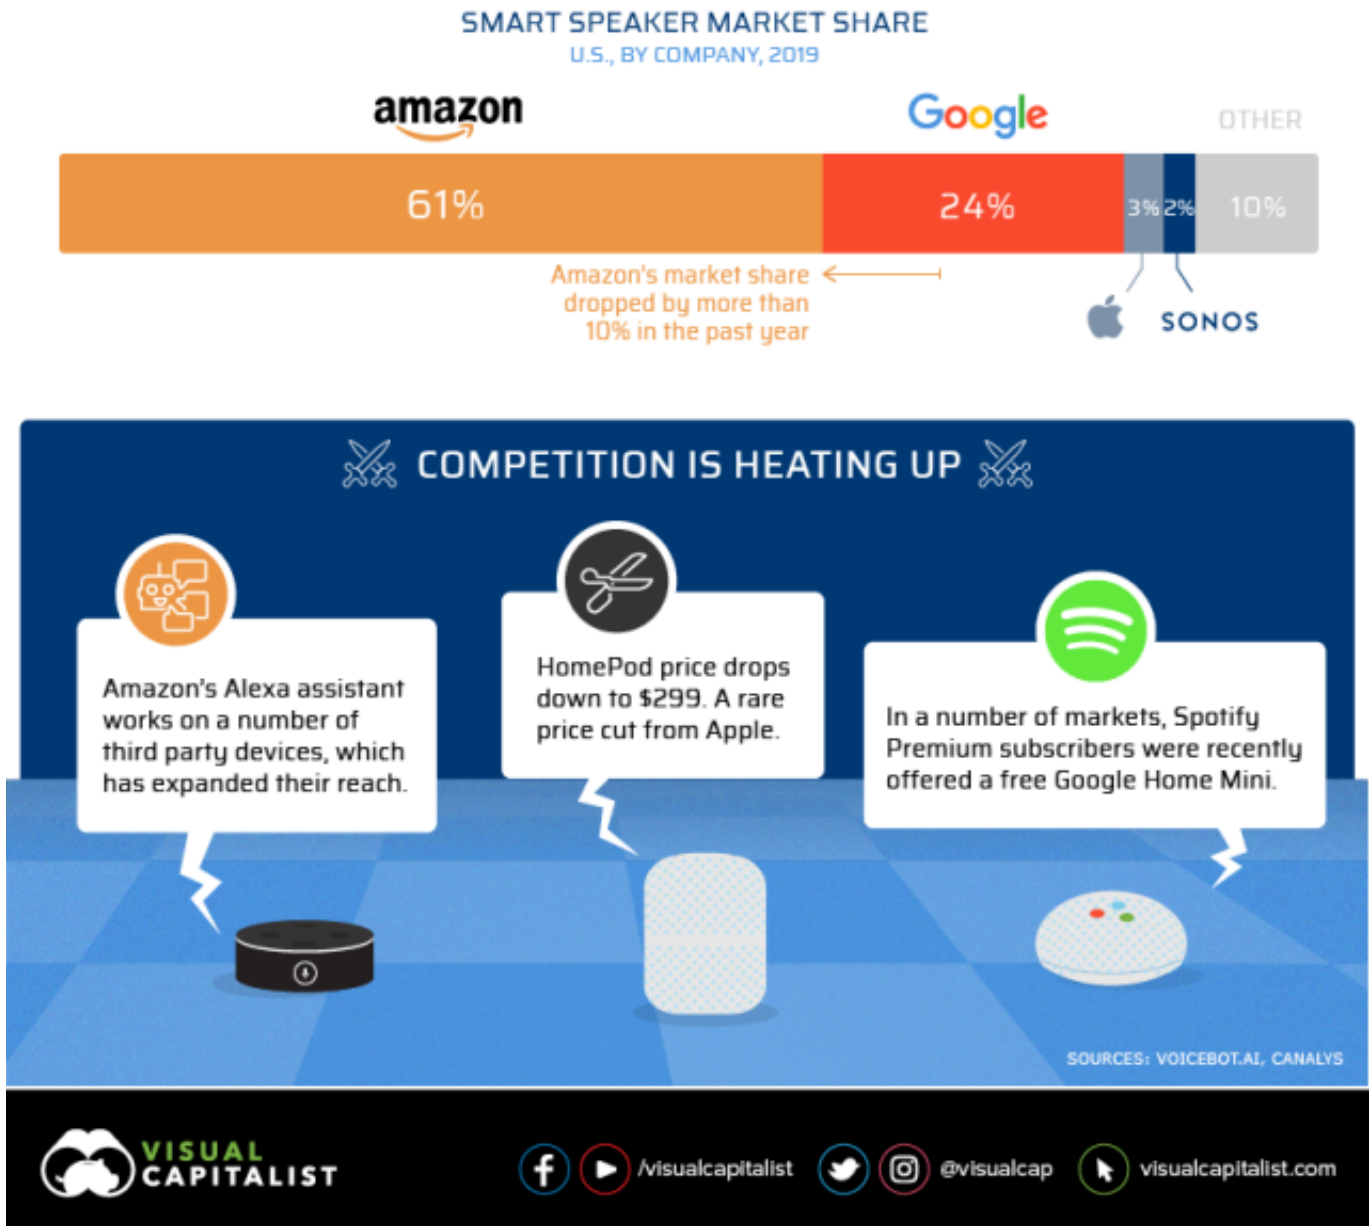 SMART SPEAKER MARKET SHARE
U.S., BY COMPANY, 2019
amazon
Google
OTHER
61%
24%
3%
2%
10%
Amazon's market share
dropped by more than
10% in the past year
SONOS
COMPETITION IS HEATING UP
Amazon's Alexa assistant
works on a number of
third party devices, which
has expanded their reach.
HomePod price drops
down to $299. A rare
price cut from Apple.
In a number of markets, Spotify
Premium subscribers were recently
offered a free Google Home Mini.
SOURCES: VOICEBOT.AI, CANALYS
VISUAL
CAPITALIST
/visualcapitalist
@visualcap
visualcapitalist.com